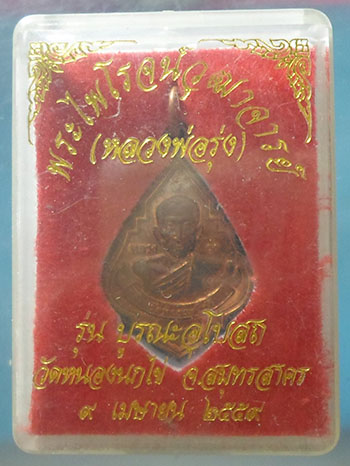 พระไพโรจน์วุฒาจารย์
(หลวงพ่อรุ่ง)
รุ่น บูรณะอุโบสถ
วัดหนองนกไข่ จ.สมุทรสาคร
๙ เมษายน ๒๕๕๙